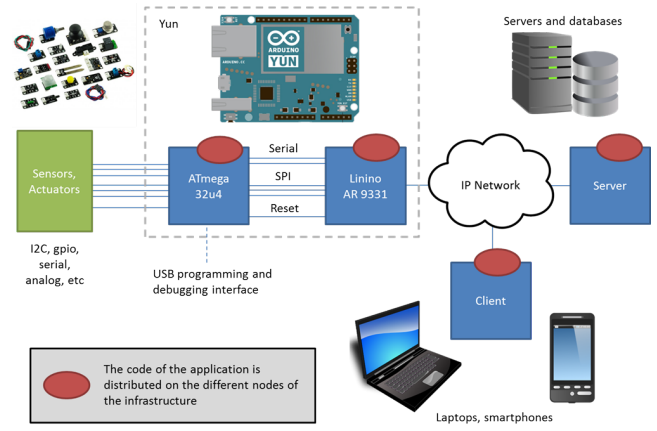 Yun
Servers and databases
ARDUINO
YUN
Sensors,
Actuators
ATmega
32u4
Serial
SPI
Reset
Linino
AR 9331
IP Network
Server
I2C, gpio,
serial,
analog, etc
USB programming and
debugging interface
Client
The code of the application is
distributed on the different nodes of
the infrastructure
Laptops, smartphones